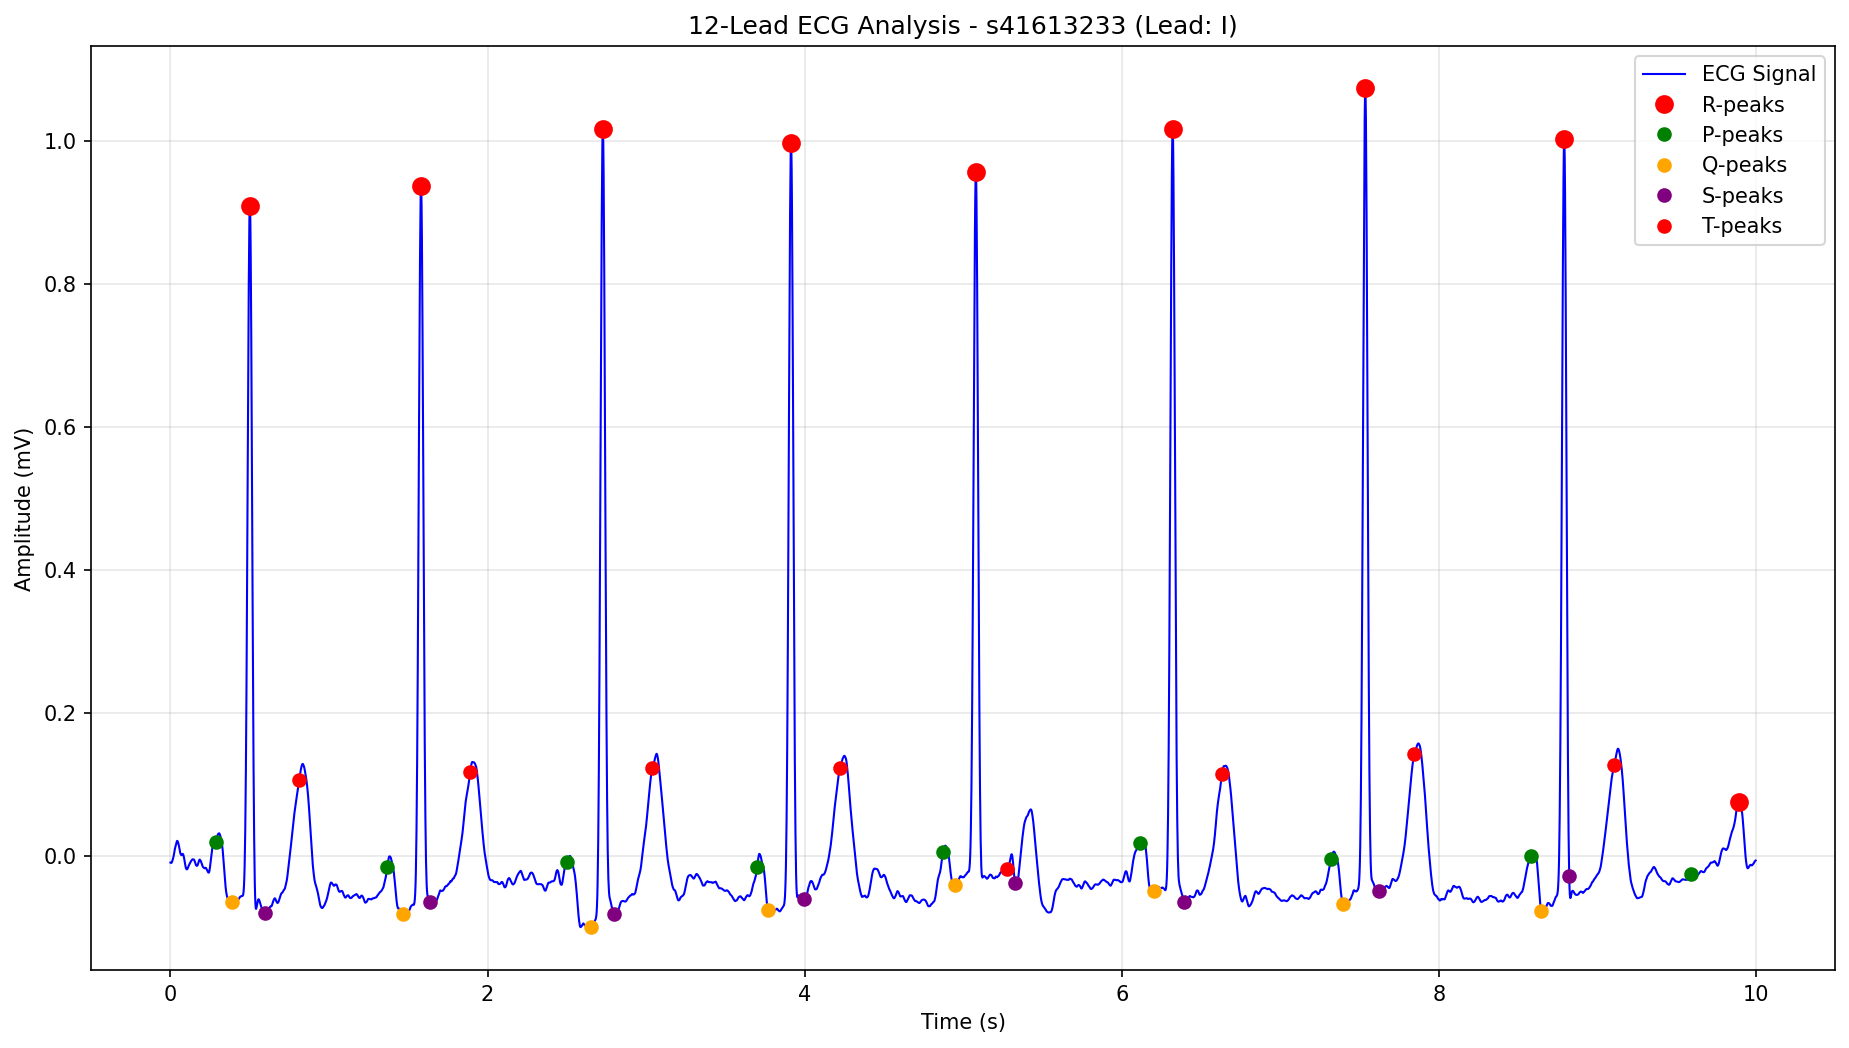 12-Lead ECG Analysis - s41613233 (Lead: I)
ECG Signal
R-peaks
P-peaks
Q-peaks
S-peaks
T-peaks
Amplitude (mV)
1.0
0.8
0.6
0.4
0.2
0.0
0 2 4 6 8 10
Time (s)